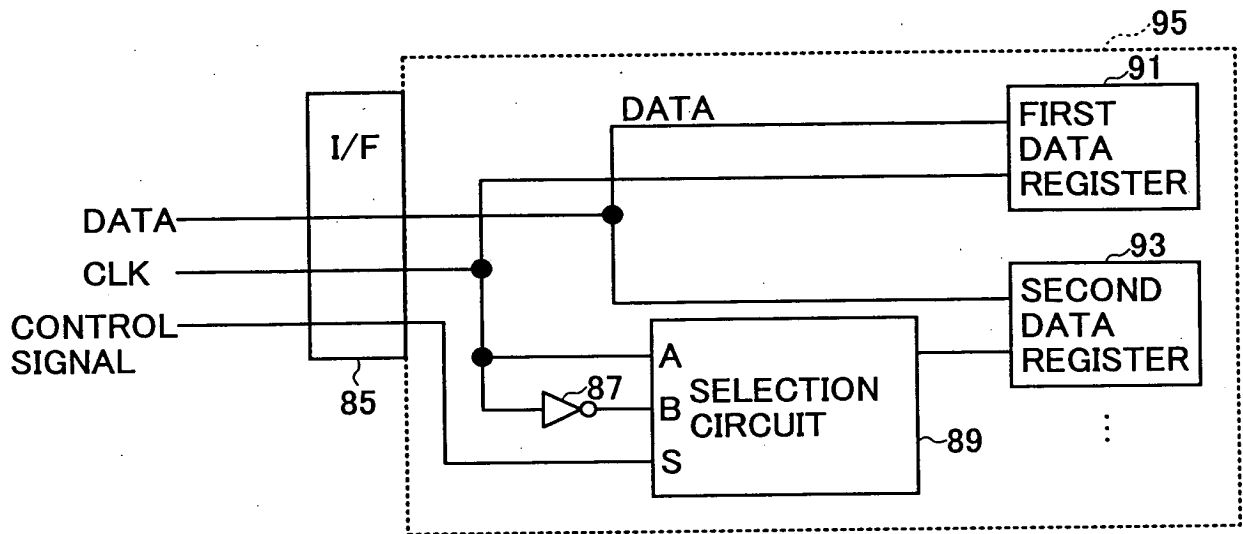 95
91
DATA
FIRST
DATA
REGISTER
I/F
DATA
CLK
CONTROL
SIGNAL
85
93
SECOND
DATA
REGISTER
A
87
B
SELECTION
CIRCUIT
S
89